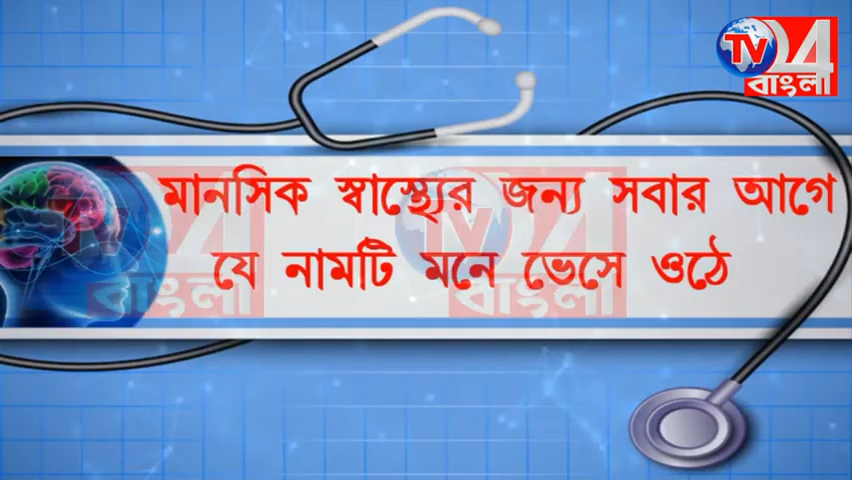 TV 24
বাংলা
মানসিক স্বাস্থ্যের জন্য সবার আগে
যে নামটি মনে ভেসে ওঠে